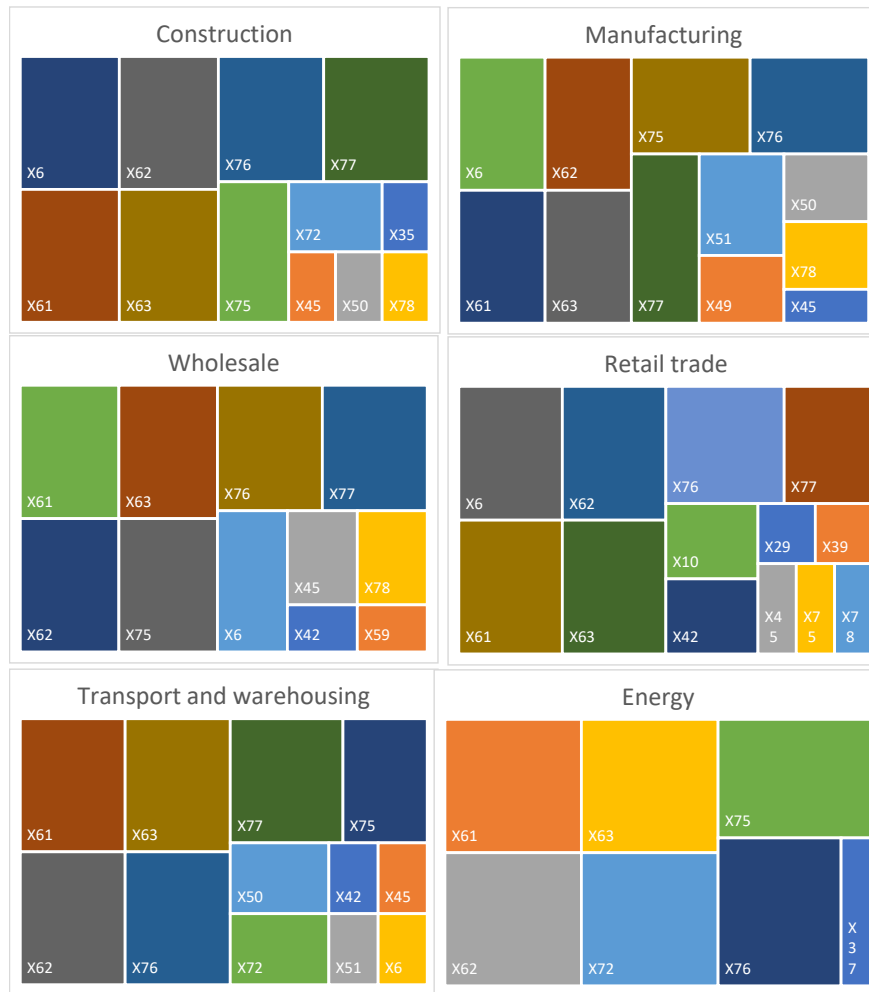 Construction
X6
X62
X76
X77
X61
X63
X75
X72
X35
X45
X50
X78
Manufacturing
X6
X62
X75
X76
X61
X63
X77
X51
X50
X49
X78
X45
Wholesale
X61
X63
X76
X77
X62
X75
X6
X45
X78
X42
X59
Retail trade
X6
X62
X76
X77
X61
X63
X10
X29
X39
X42
X4
5
X7
5
X7
8
Transport and warehousing
X61
X63
X77
X75
X62
X76
X50
X42
X45
X72
X51
X6
Energy
X61
X63
X75
X62
X72
X76
X
3
7